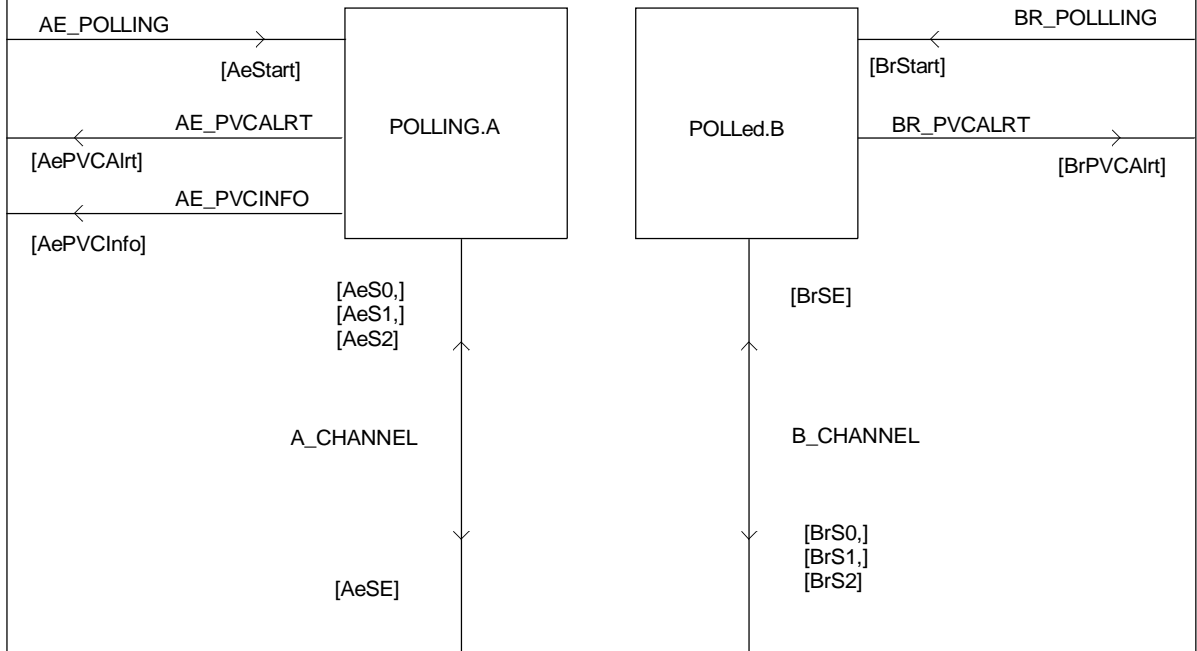 AE_POLLING
[AeStart]
AE_PVCALRT
[AePVCAlrt]
AE_PVCINFO
[AePVCInfo]
POLLING.A
POLLed.B
BR_POLLLING
[BrStart]
BR_PVCALRT
[BrPVCAlrt]
[AeS0,]
[AeS1,]
[AeS2]
A_CHANNEL
[AeSE]
[BrSE]
B_CHANNEL
[BrS0,]
[BrS1,]
[BrS2]